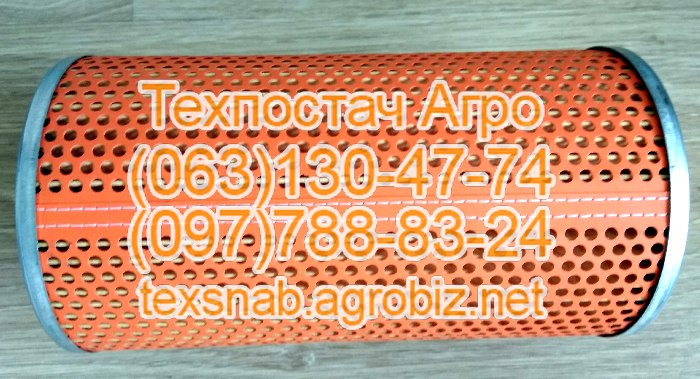 Техпостач Агро
(063)130-47-74
(097)788-83-24
texsnab.agrobiz.net